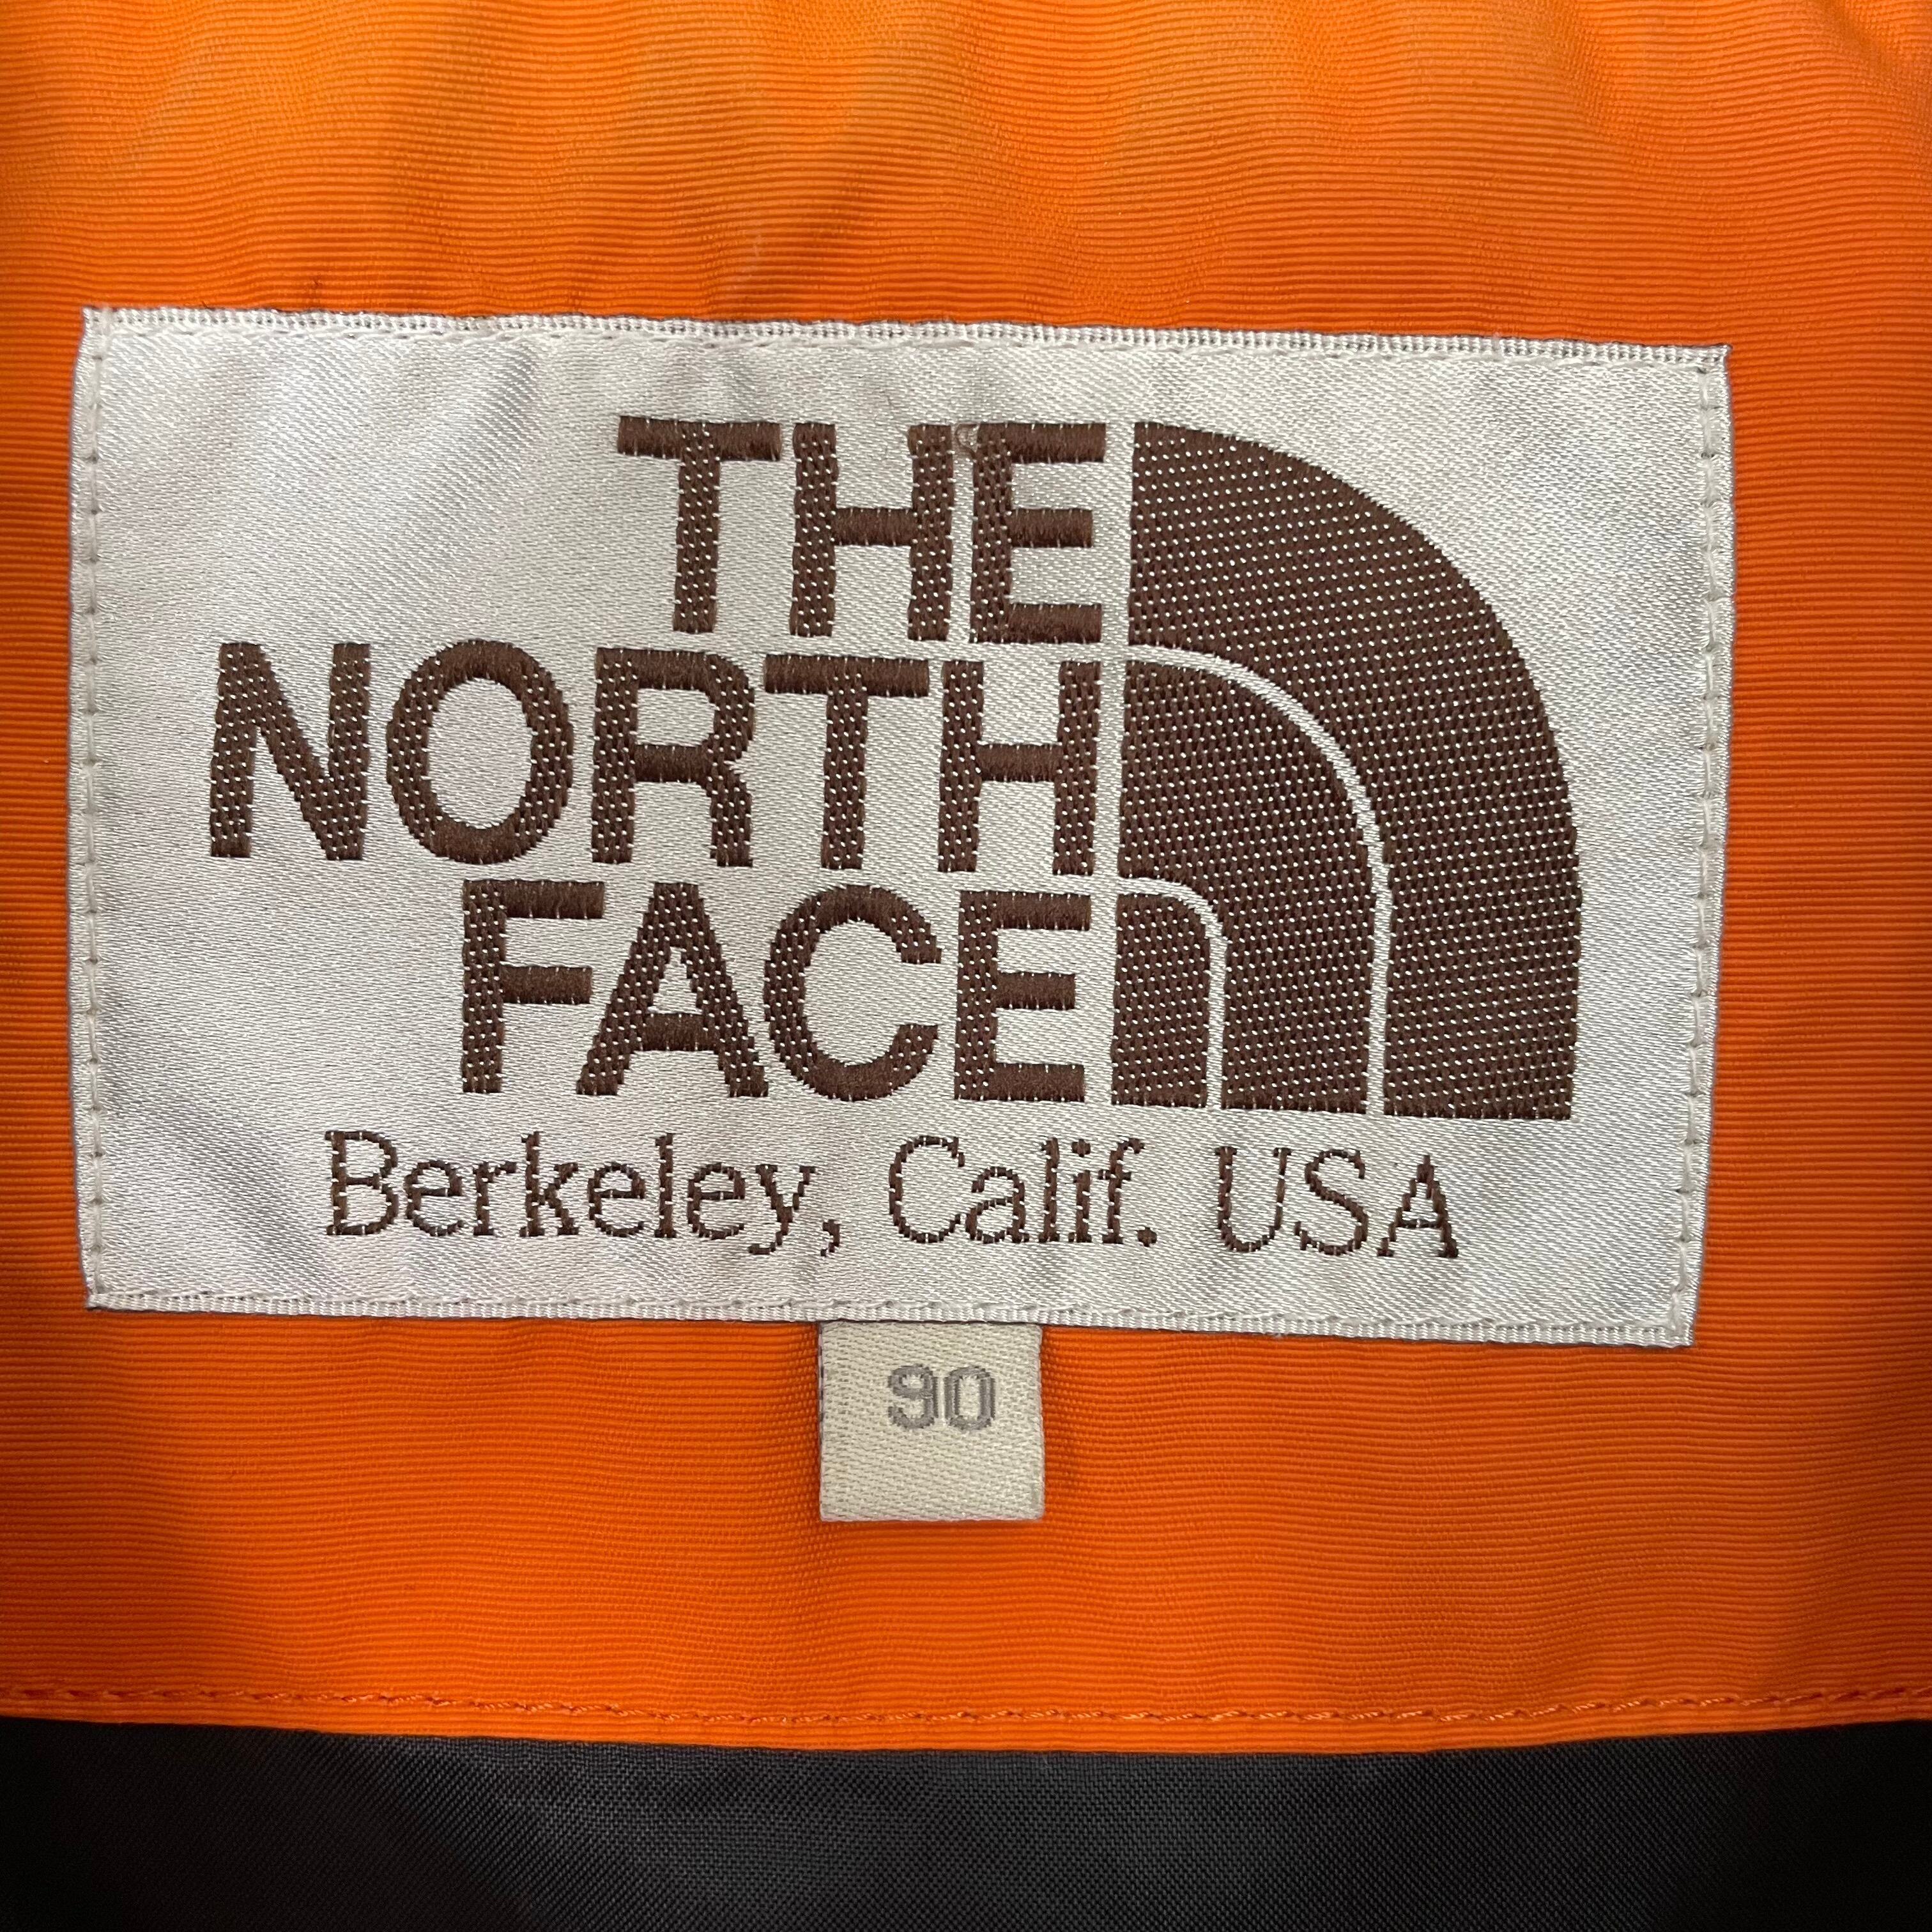 THE
NORTH
FACE
Berkeley, Calif. USA
90